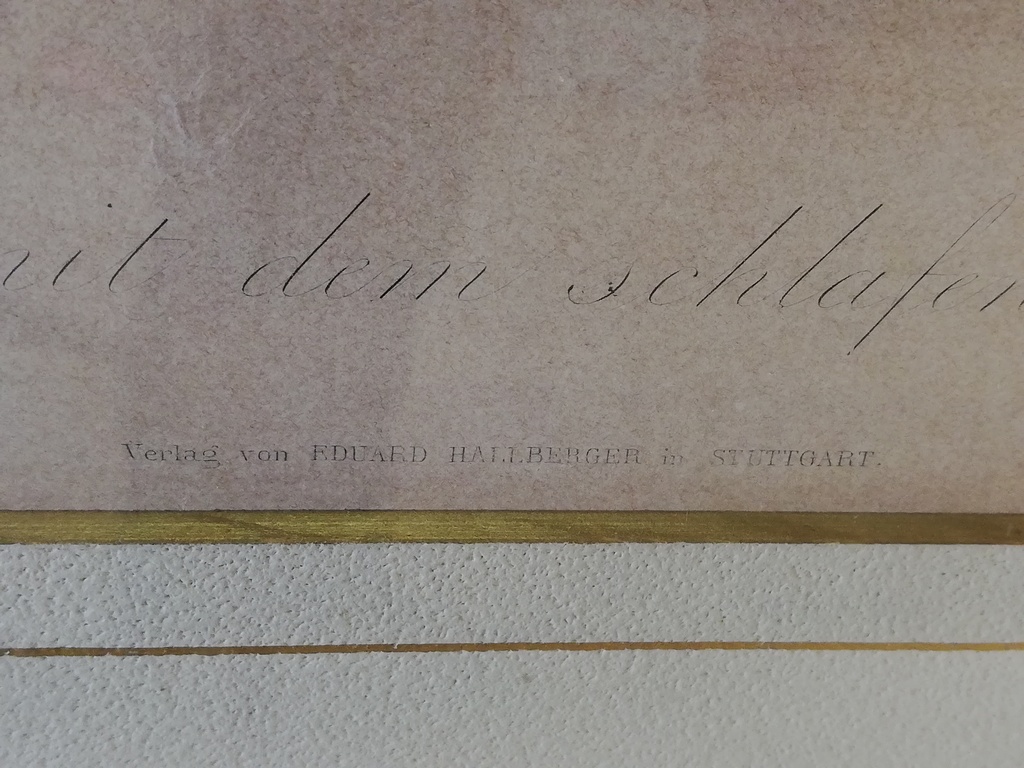 mit dem schlafen
Verlag von EDUARD HALLBERGER in STUTTGART.